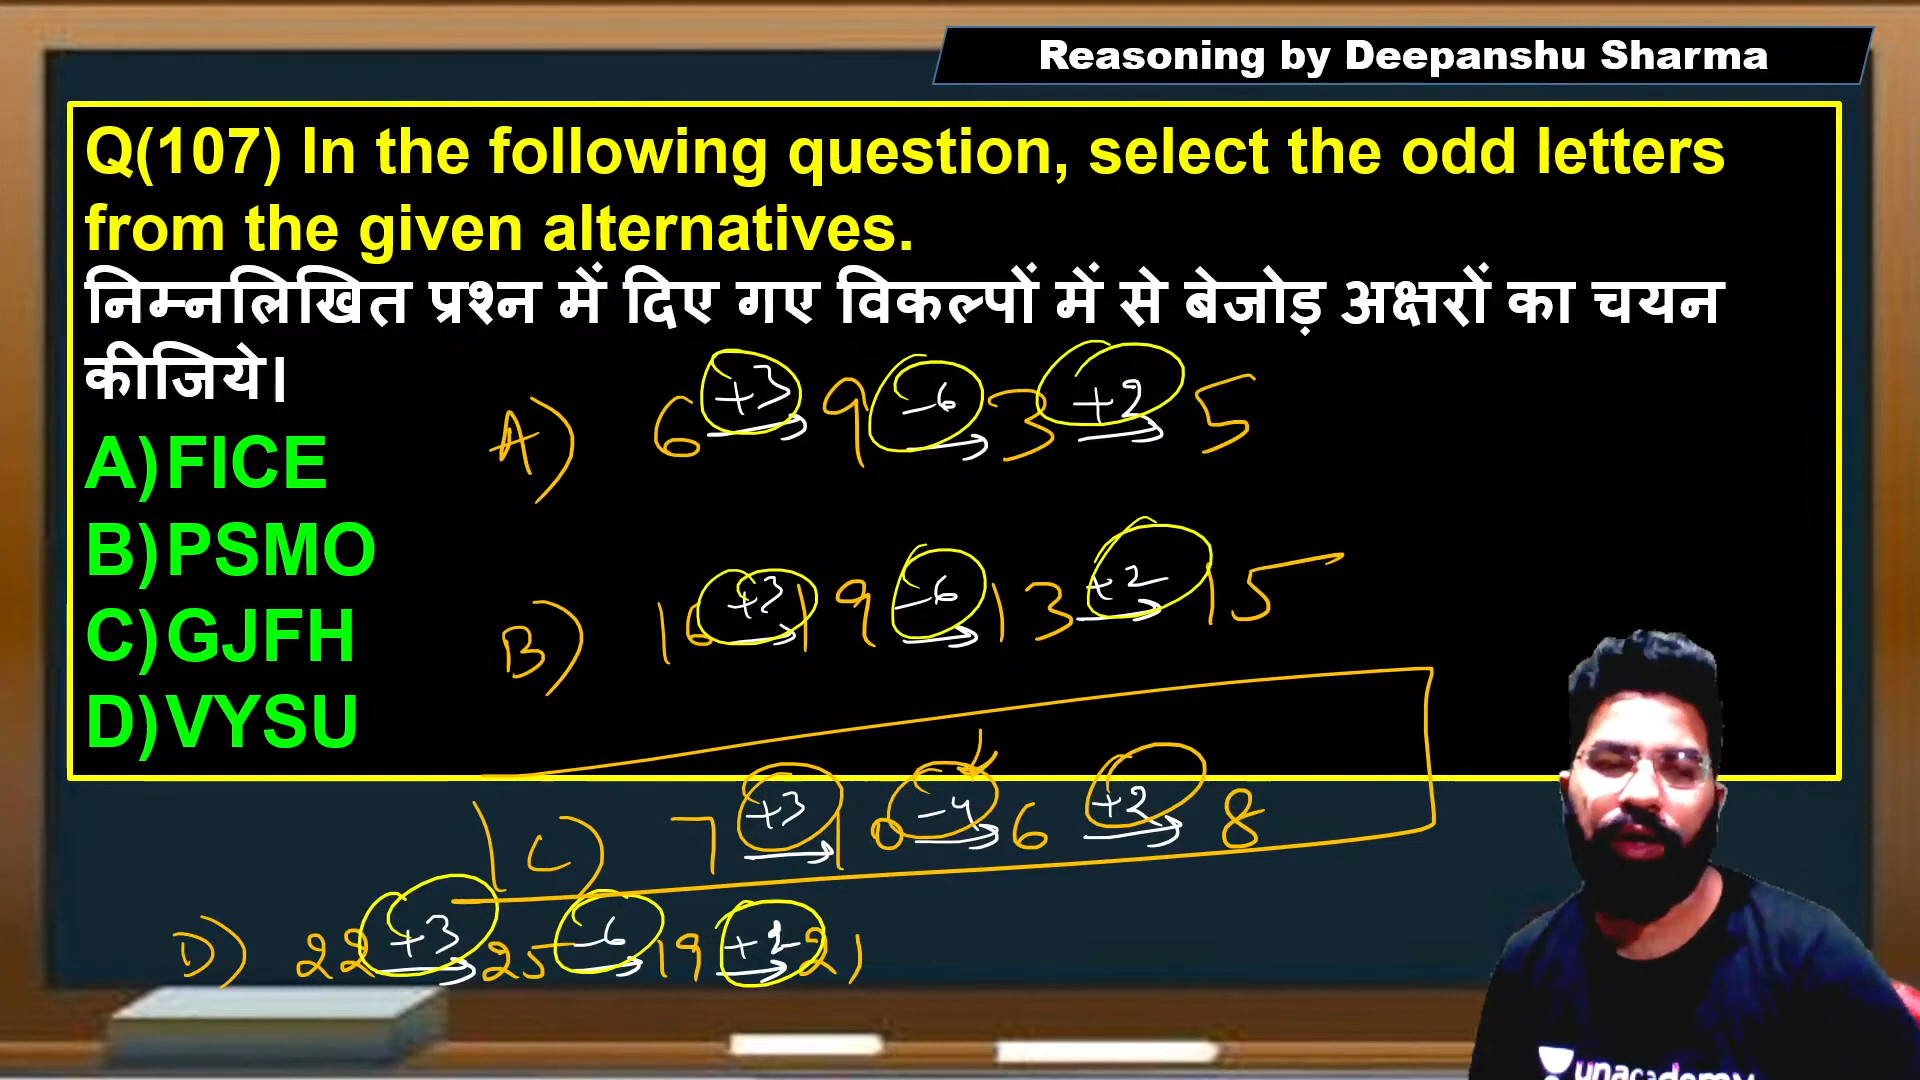 Reasoning by Deepanshu Sharma
Q(107) In the following question, select the odd letters
from the given alternatives.
निम्नलिखित प्रश्न में दिए गए विकल्पों में से बेजोड़ अक्षरों का चयन
कीजिये।
A) 6 +3 9 -6 3 +2 5
A)FICE
B)PSMO
B) 16 +3 19 -6 13 +2 15
C)GJFH
D)VYSU
C) 7 +3 10 -4 6 +2 8
D) 22 +3 25 -6 19 +2 21
unacademy